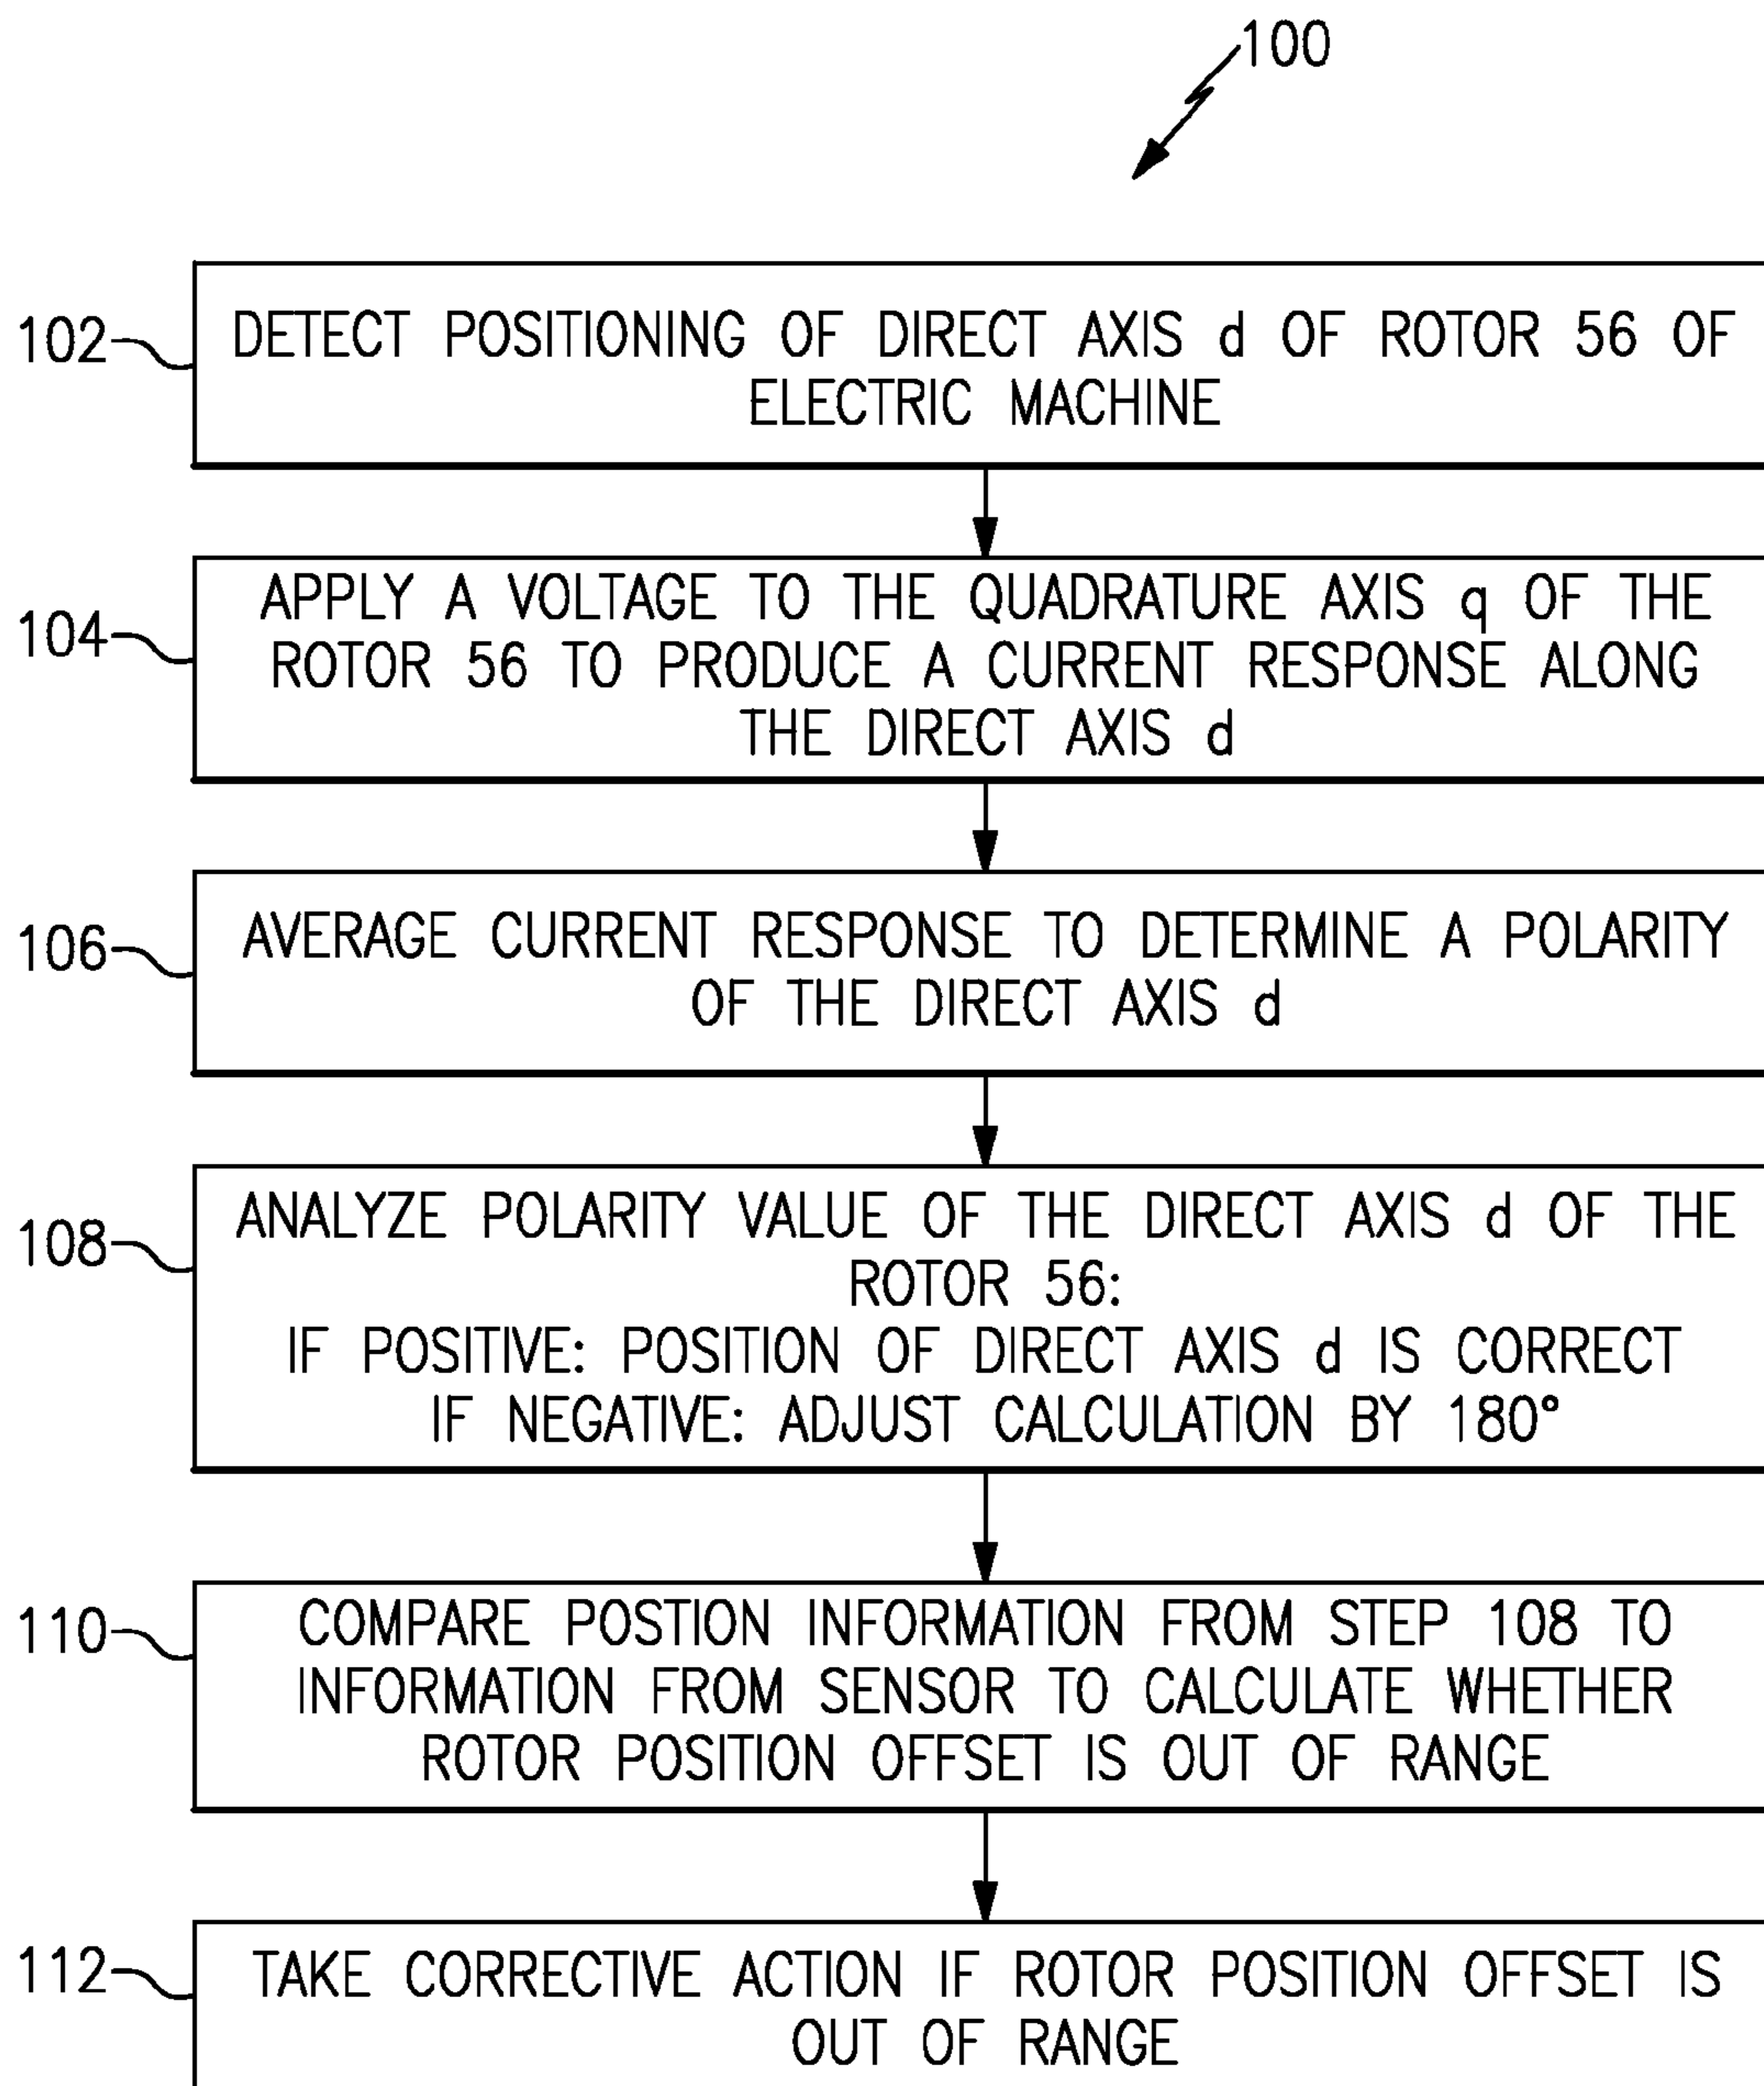 100
102
DETECT POSITIONING OF DIRECT AXIS d OF ROTOR 56 OF
ELECTRIC MACHINE
104
APPLY A VOLTAGE TO THE QUADRATURE AXIS q OF THE
ROTOR 56 TO PRODUCE A CURRENT RESPONSE ALONG
THE DIRECT AXIS d
106
AVERAGE CURRENT RESPONSE TO DETERMINE A POLARITY
OF THE DIRECT AXIS d
108
ANALYZE POLARITY VALUE OF THE DIRECT AXIS d OF THE
ROTOR 56:
IF POSITIVE: POSITION OF DIRECT AXIS d IS CORRECT
IF NEGATIVE: ADJUST CALCULATION BY 180°
110
COMPARE POSTION INFORMATION FROM STEP 108 TO
INFORMATION FROM SENSOR TO CALCULATE WHETHER
ROTOR POSITION OFFSET IS OUT OF RANGE
112
TAKE CORRECTIVE ACTION IF ROTOR POSITION OFFSET IS
OUT OF RANGE